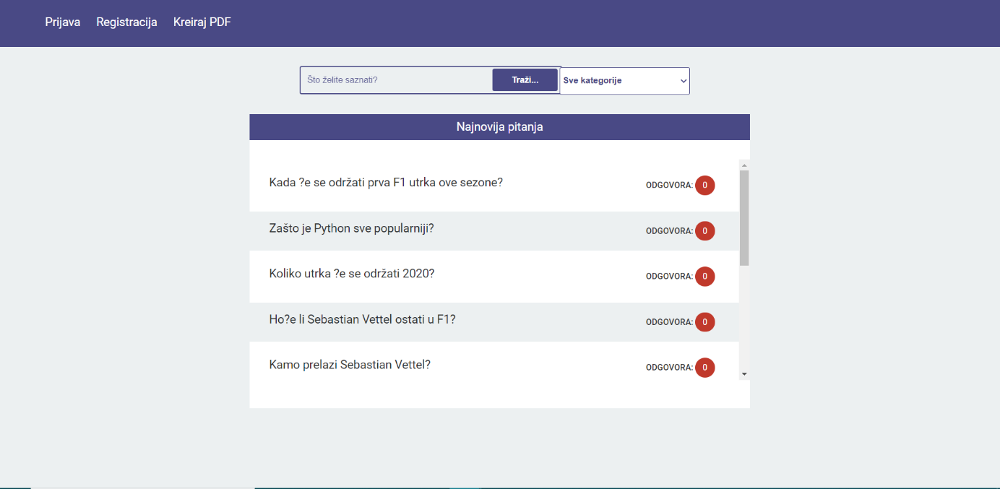 Prijava Registracija Kreiraj PDF
Što želite saznati? Traži... Sve kategorije
Najnovija pitanja
Kada ?e se održati prva F1 utrka ove sezone? ODGOVORA: 0
Zašto je Python sve popularniji? ODGOVORA: 0
Koliko utrka ?e se održati 2020? ODGOVORA: 0
Ho?e li Sebastian Vettel ostati u F1? ODGOVORA: 0
Kamo prelazi Sebastian Vettel? ODGOVORA: 0